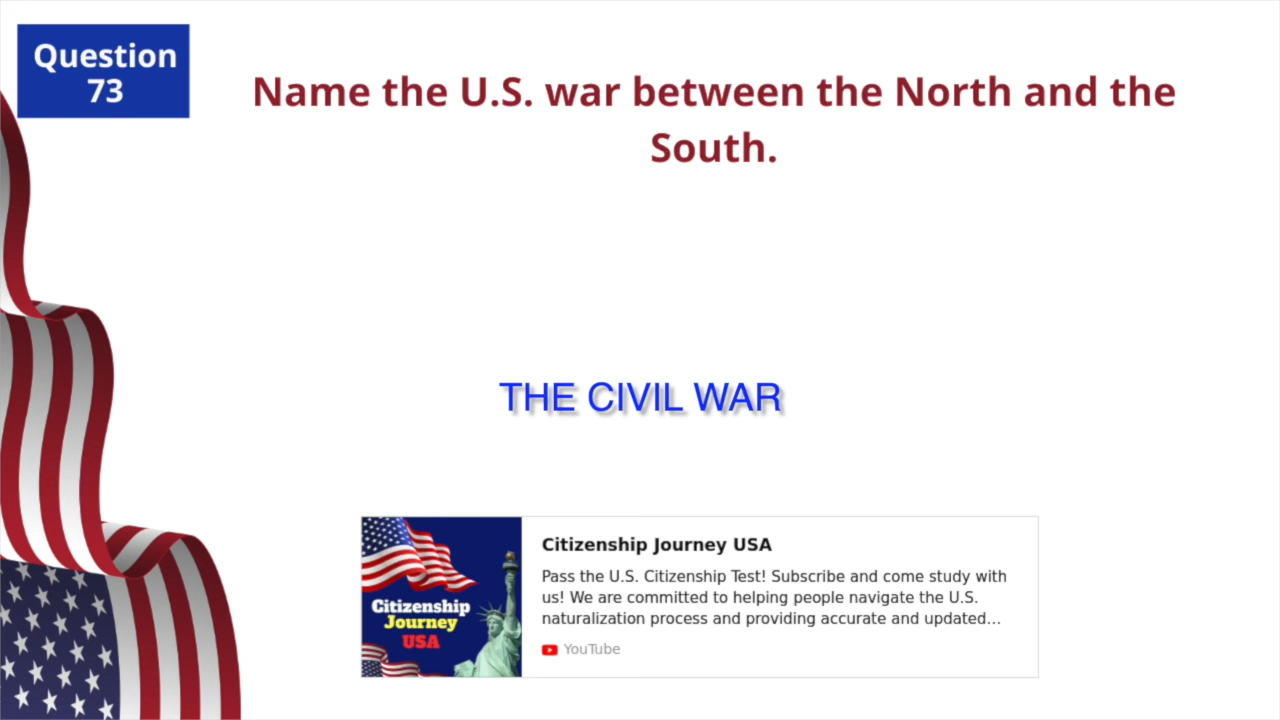 Question
73
Name the U.S. war between the North and the
South.
THE CIVIL WAR
Citizenship
Journey
USA
Citizenship Journey USA
Pass the U.S. Citizenship Test! Subscribe and come study with
us! We are committed to helping people navigate the U.S.
naturalization process and providing accurate and updated...
YouTube